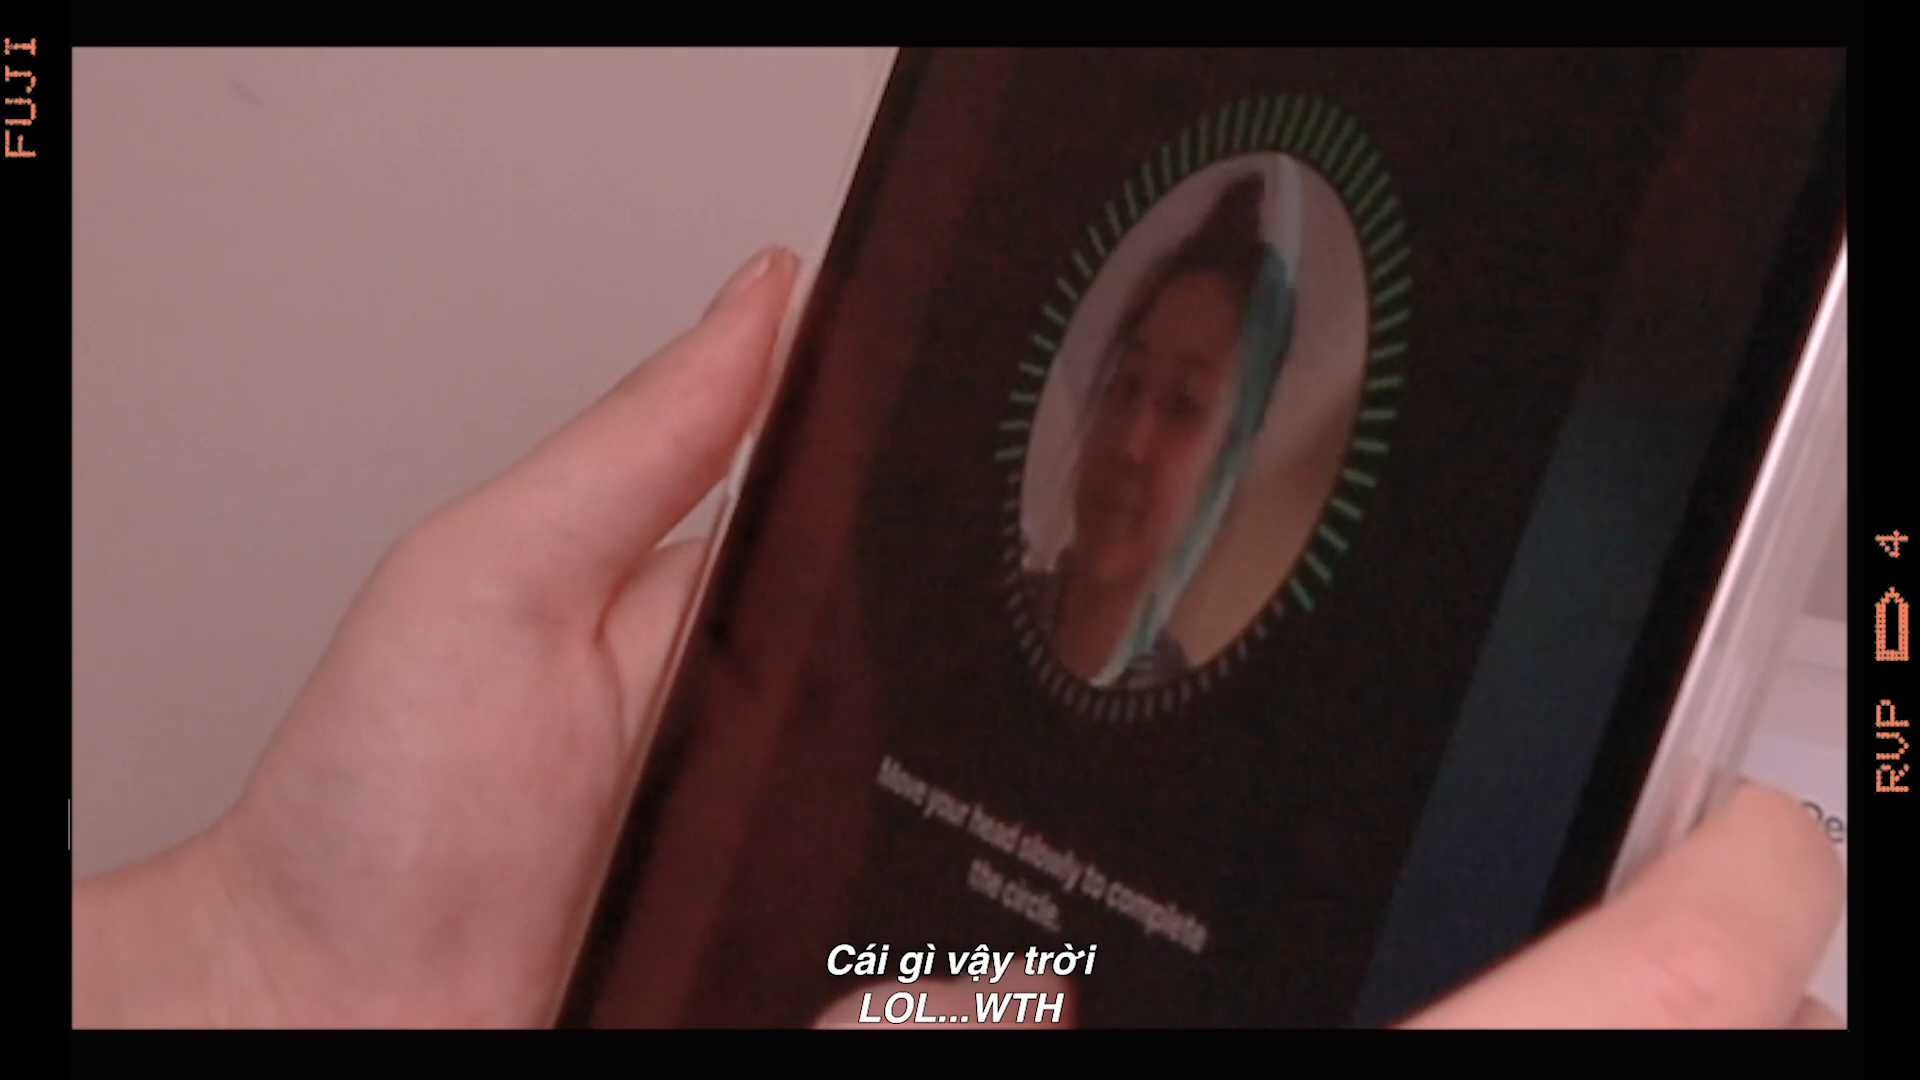 FUJI
Move your head slowly to complete
the circle.
Cái gì vậy trời
LOL...WTH
RVP 4